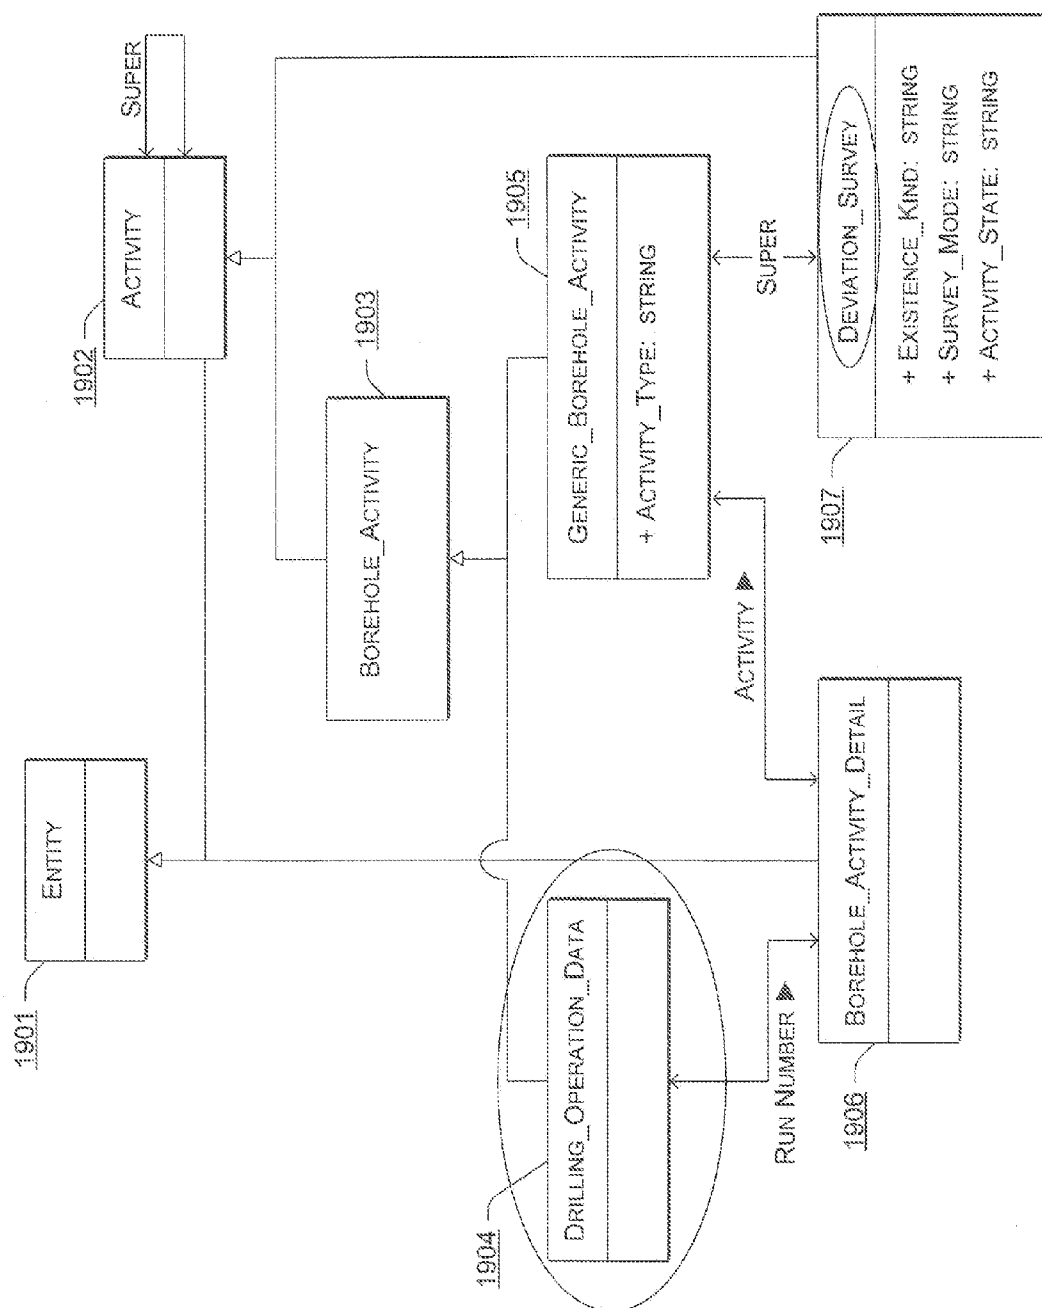 1901
ENTITY
1902
ACTIVITY
SUPER
1903
BOREHOLE_ACTIVITY
1904
DRILLING_OPERATION_DATA
1905
GENERIC_BOREHOLE_ACTIVITY
+ ACTIVITY_TYPE: STRING
RUN NUMBER ▶
ACTIVITY ▶
SUPER
1906
BOREHOLE_ACTIVITY_DETAIL
1907
DEVIATION_SURVEY
+ EXISTENCE_KIND: STRING
+ SURVEY_MODE: STRING
+ ACTIVITY_STATE: STRING